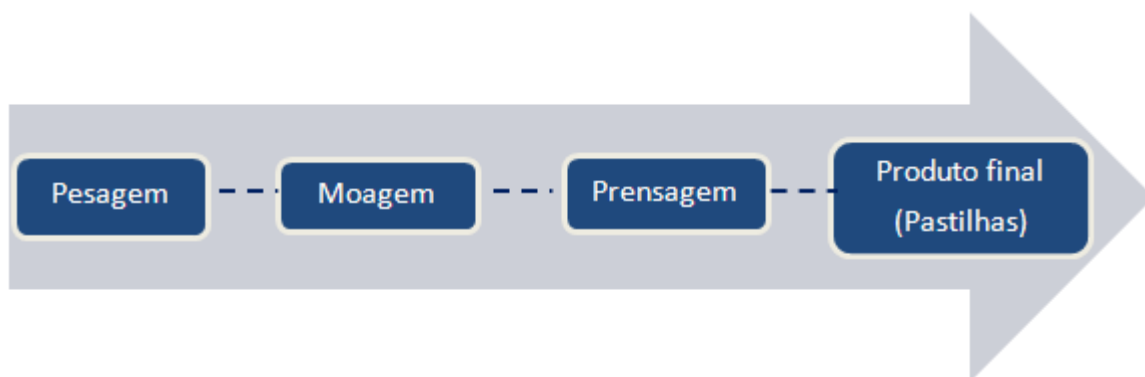 Pesagem
Moagem
Prensagem
Produto final
(Pastilhas)